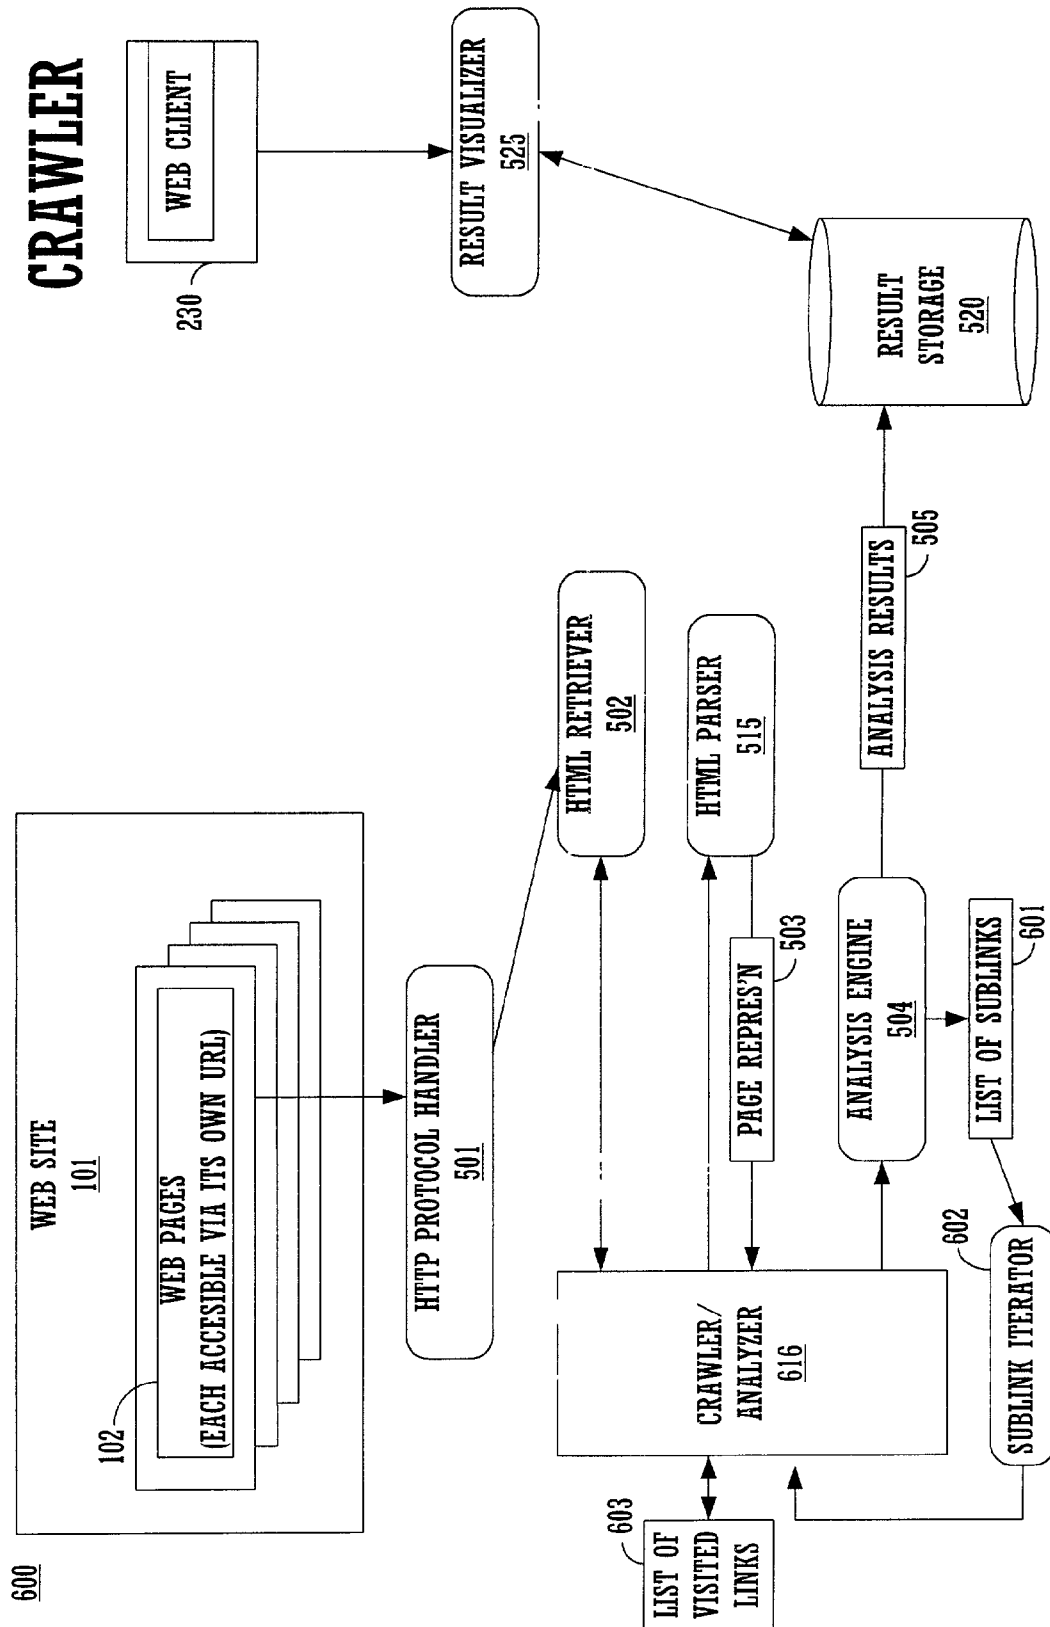 CRAWLER
600
WEB SITE
101
102
WEB PAGES
(EACH ACCESIBLE VIA ITS OWN URL)
230
WEB CLIENT
HTTP PROTOCOL HANDLER
501
RESULT VISUALIZER
525
HTML RETRIEVER
502
603
LIST OF
VISITED
LINKS
CRAWLER/
ANALYZER
616
HTML PARSER
515
PAGE REPRES'N
503
ANALYSIS ENGINE
504
ANALYSIS RESULTS
505
RESULT
STORAGE
520
602
SUBLINK ITERATOR
LIST OF SUBLINKS
601